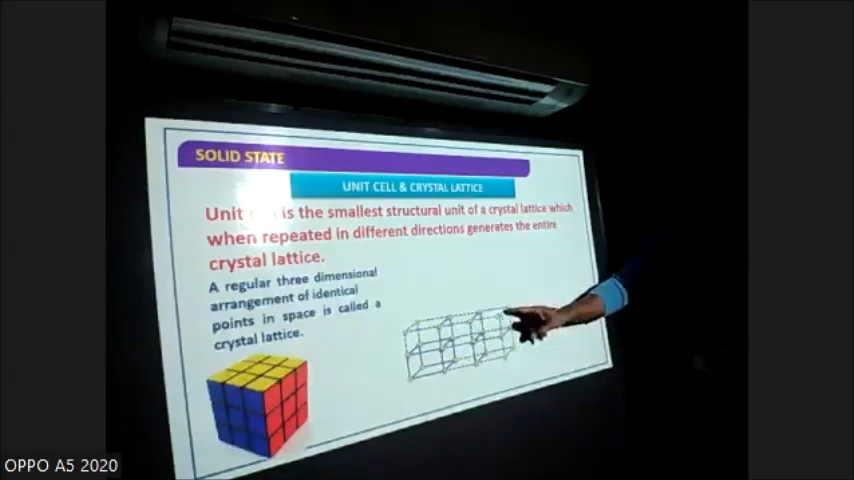 SOLID STATE
UNIT CELL & CRYSTAL LATTICE
Unit is the smallest structural unit of a crystal lattice which
when repeated in different directions generates the entire
crystal lattice.
A regular three dimensional
arrangement of identical
points in space is called a
crystal lattice.
OPPO A5 2020